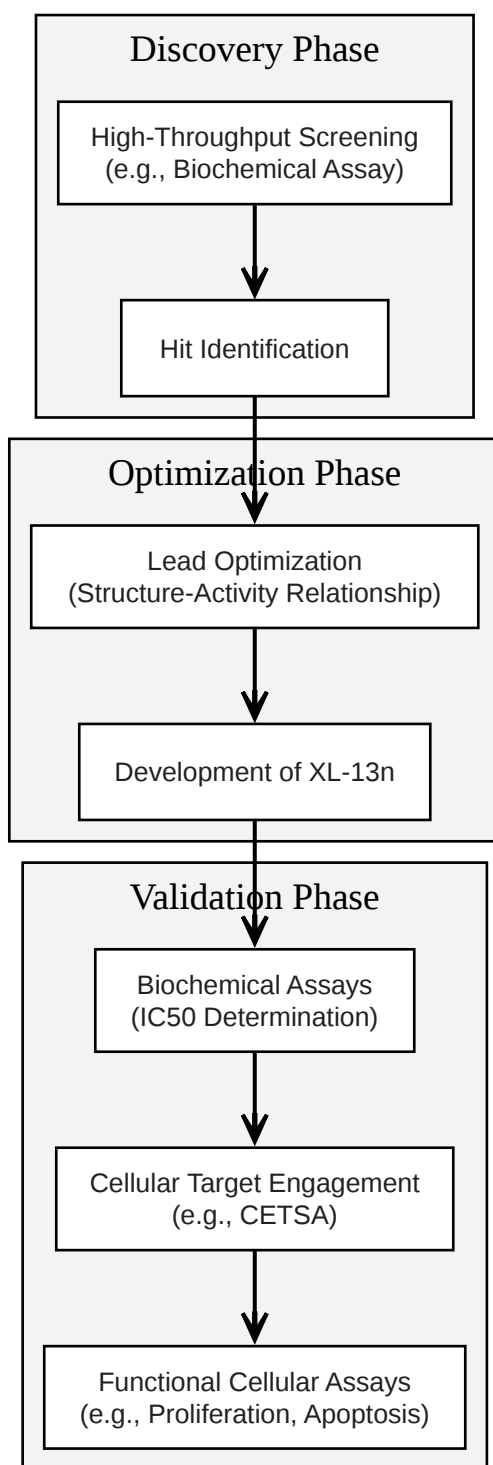 Discovery Phase
High-Throughput Screening
(e.g., Biochemical Assay)
Hit Identification
Optimization Phase
Lead Optimization
(Structure-Activity Relationship)
Development of XL-13n
Validation Phase
Biochemical Assays
(IC50 Determination)
Cellular Target Engagement
(e.g., CETSA)
Functional Cellular Assays
(e.g., Proliferation, Apoptosis)